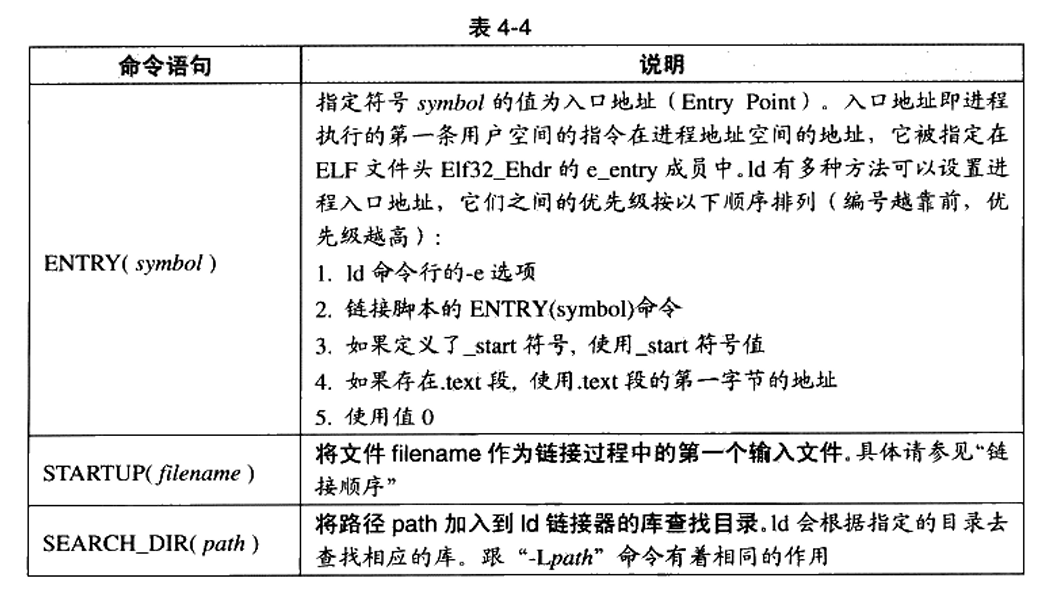 表 4-4
命令语句
说明
指定符号 symbol 的值为入口地址（Entry Point）。入口地址即进程
执行的第一条用户空间的指令在进程地址空间的地址，它被指定在
ELF 文件头 Elf32_Ehdr 的 e_entry 成员中。ld 有多种方法可以设置进
程入口地址，它们之间的优先级按以下顺序排列（编号越靠前，优
先级越高）：
ENTRY( symbol )
1. ld 命令行的-e 选项
2. 链接脚本的 ENTRY(symbol)命令
3. 如果定义了_start 符号，使用_start 符号值
4. 如果存在.text 段，使用.text 段的第一字节的地址
5. 使用值 0
STARTUP( filename )
将文件 filename 作为链接过程中的第一个输入文件。具体请参见“链
接顺序”
SEARCH_DIR( path )
将路径 path 加入到 ld 链接器的库查找目录。ld 会根据指定的目录去
查找相应的库。跟“-Lpath”命令有着相同的作用